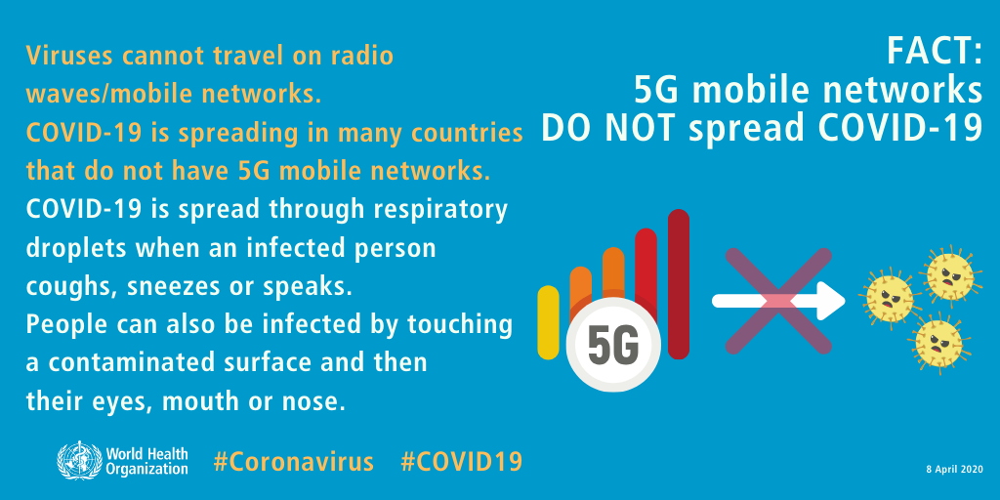 Viruses cannot travel on radio
waves/mobile networks.
COVID-19 is spreading in many countries
that do not have 5G mobile networks.
COVID-19 is spread through respiratory
droplets when an infected person
coughs, sneezes or speaks.
People can also be infected by touching
a contaminated surface and then
their eyes, mouth or nose.
FACT:
5G mobile networks
DO NOT spread COVID-19
5G
World Health
Organization
#Coronavirus #COVID19
8 April 2020